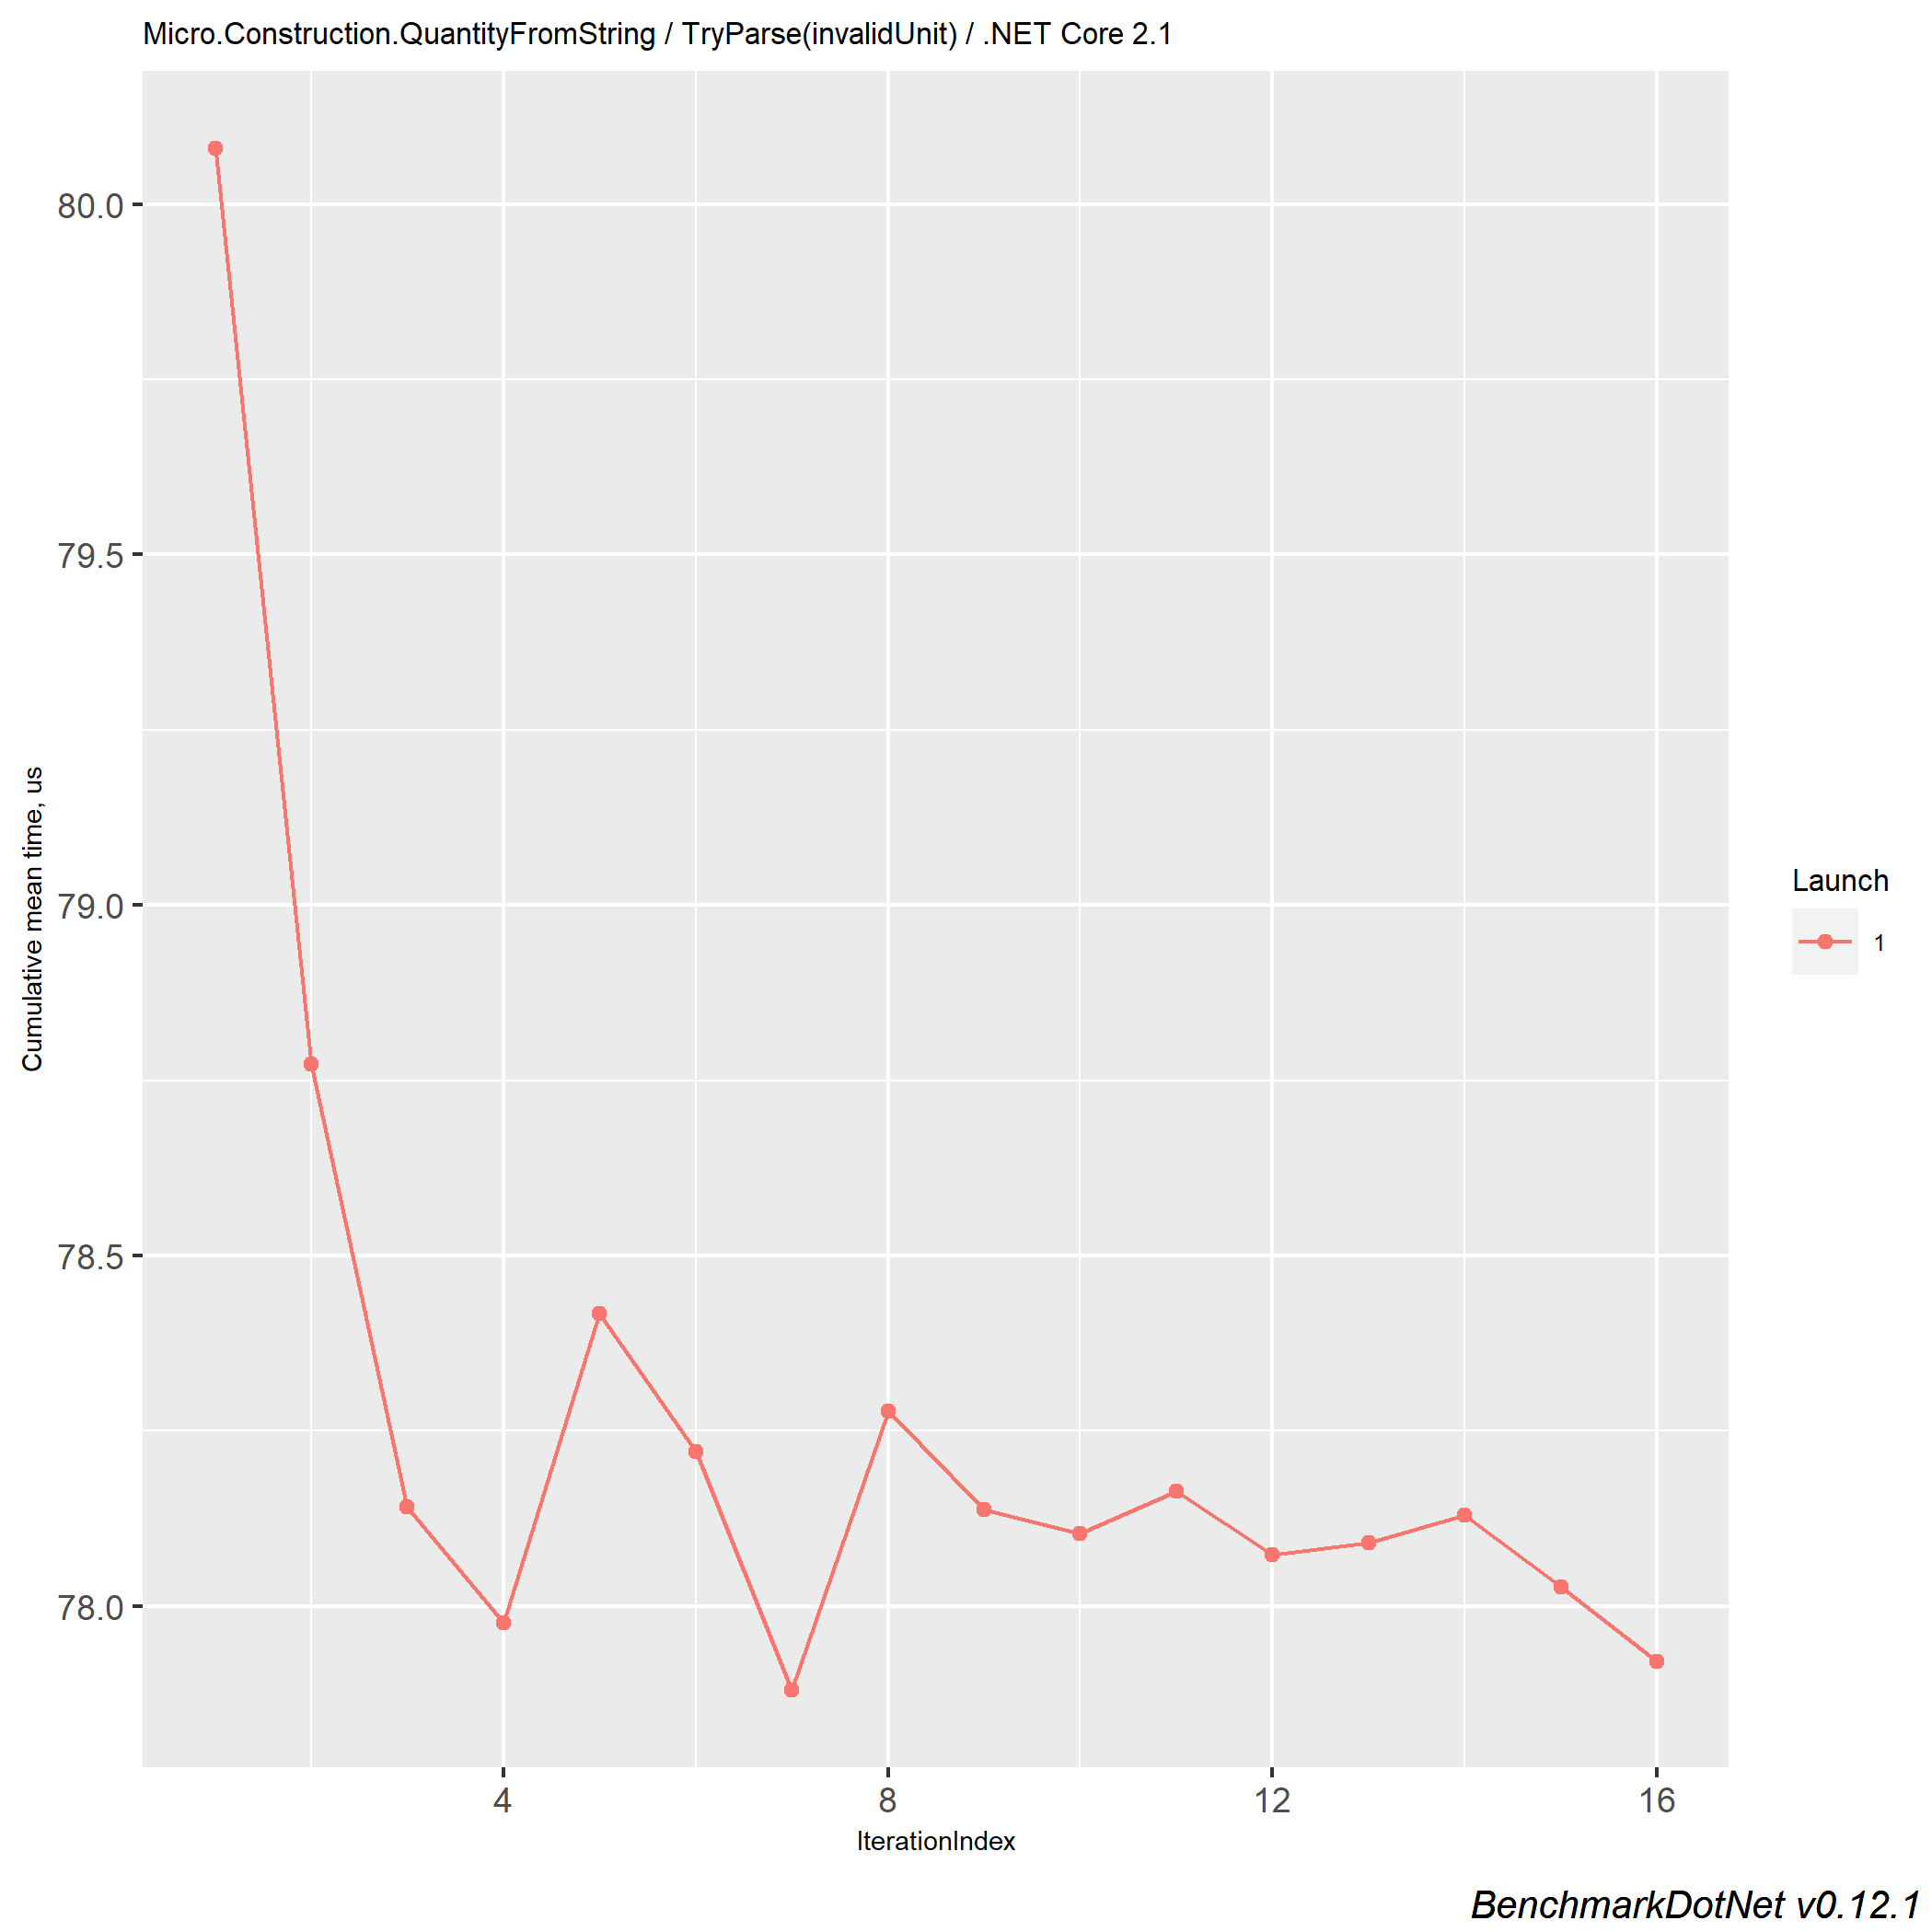 Micro.Construction.QuantityFromString / TryParse(invalidUnit) / .NET Core 2.1
80.0
79.5
79.0
78.5
78.0
Cumulative mean time, us
4
8
12
16
IterationIndex
Launch
1
BenchmarkDotNet v0.12.1